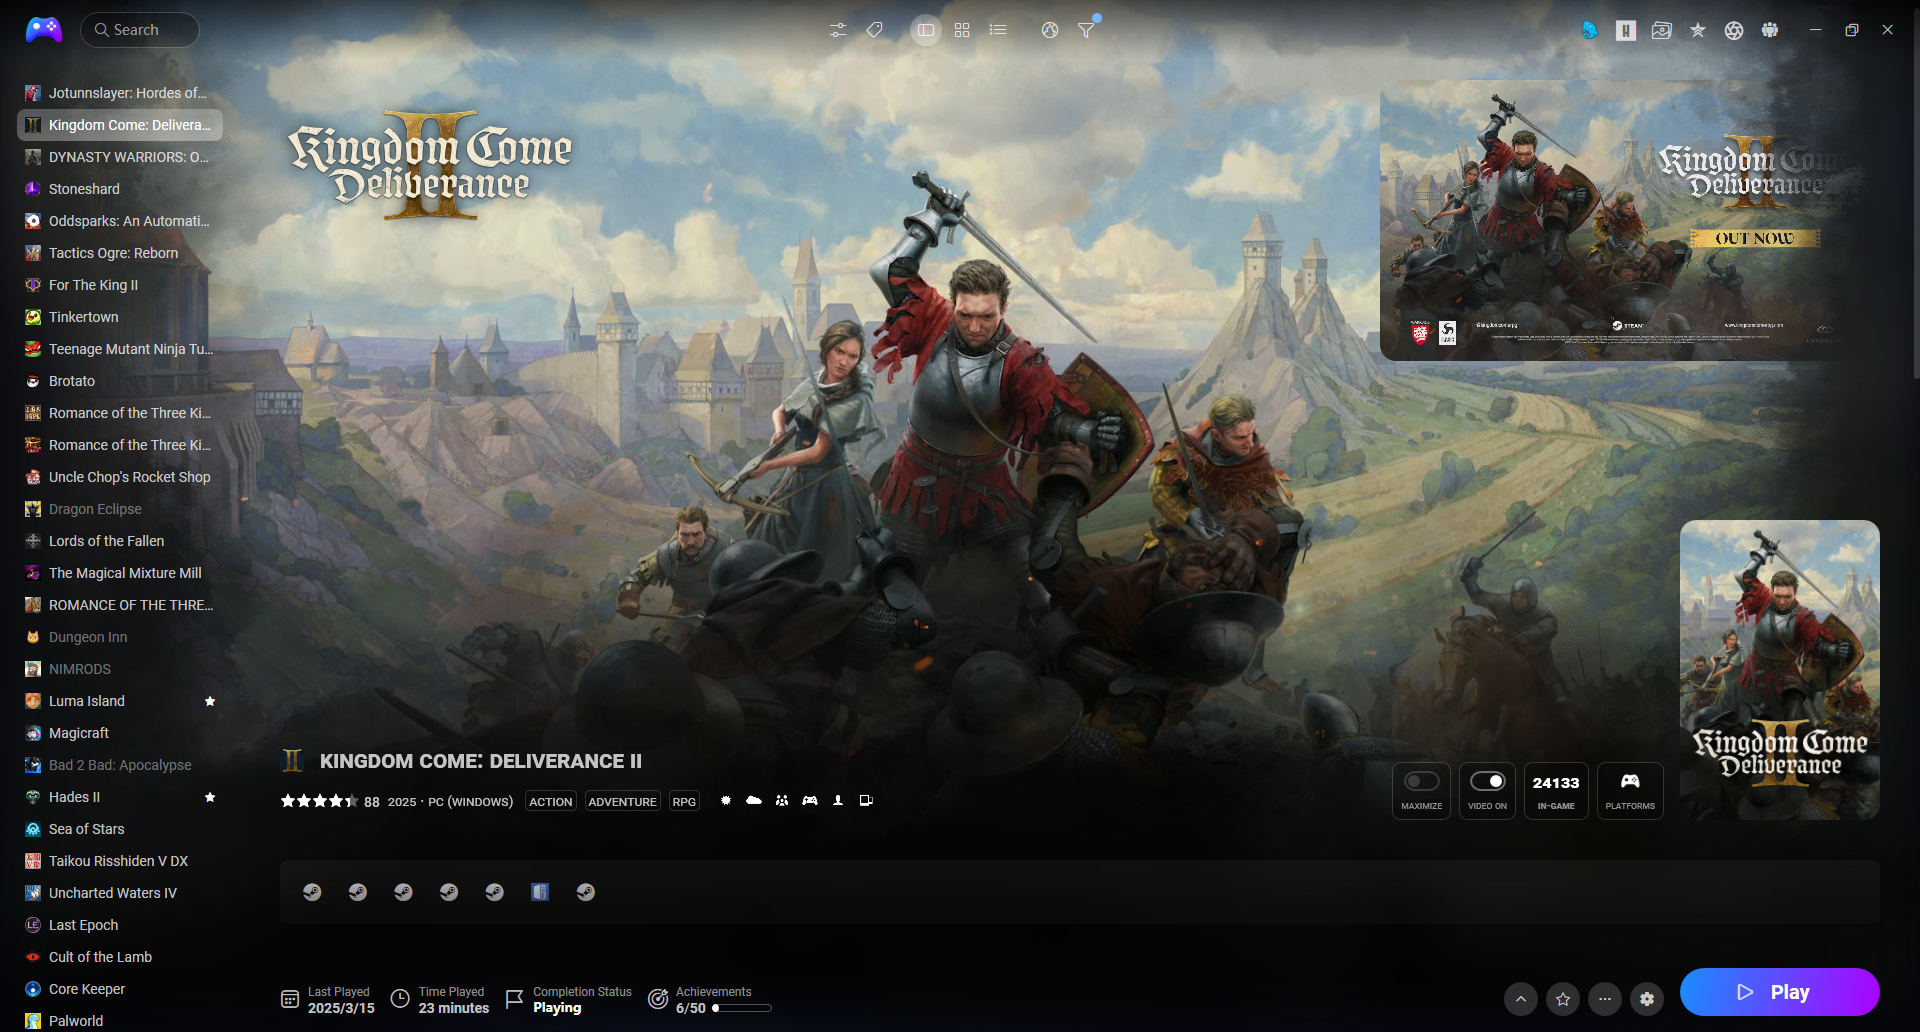 Search
Jotunnslayer: Hordes of...
Kingdom Come: Delivera...
DYNASTY WARRIORS: O...
Stoneshard
Oddsparks: An Automati...
Tactics Ogre: Reborn
For The King II
Tinkertown
Teenage Mutant Ninja Tu...
Brotato
Romance of the Three Ki...
Romance of the Three Ki...
Uncle Chop's Rocket Shop
Dragon Eclipse
Lords of the Fallen
The Magical Mixture Mill
ROMANCE OF THE THRE...
Dungeon Inn
NIMRODS
Luma Island
Magicraft
Bad 2 Bad: Apocalypse
Hades II
Sea of Stars
Taikou Risshiden V DX
Uncharted Waters IV
Last Epoch
Cult of the Lamb
Core Keeper
Palworld
II
Kingdom Come
Deliverance
II
Kingdom Come
Deliverance
OUT NOW
STEAM
KINGDOM COME: DELIVERANCE II
88 2025 · PC (WINDOWS) ACTION ADVENTURE RPG
MAXIMIZE
VIDEO ON
24133
IN-GAME
PLATFORMS
II
Kingdom Come
Deliverance
Last Played
2025/3/15
Time Played
23 minutes
Completion Status
Playing
Achievements
6/50
Play